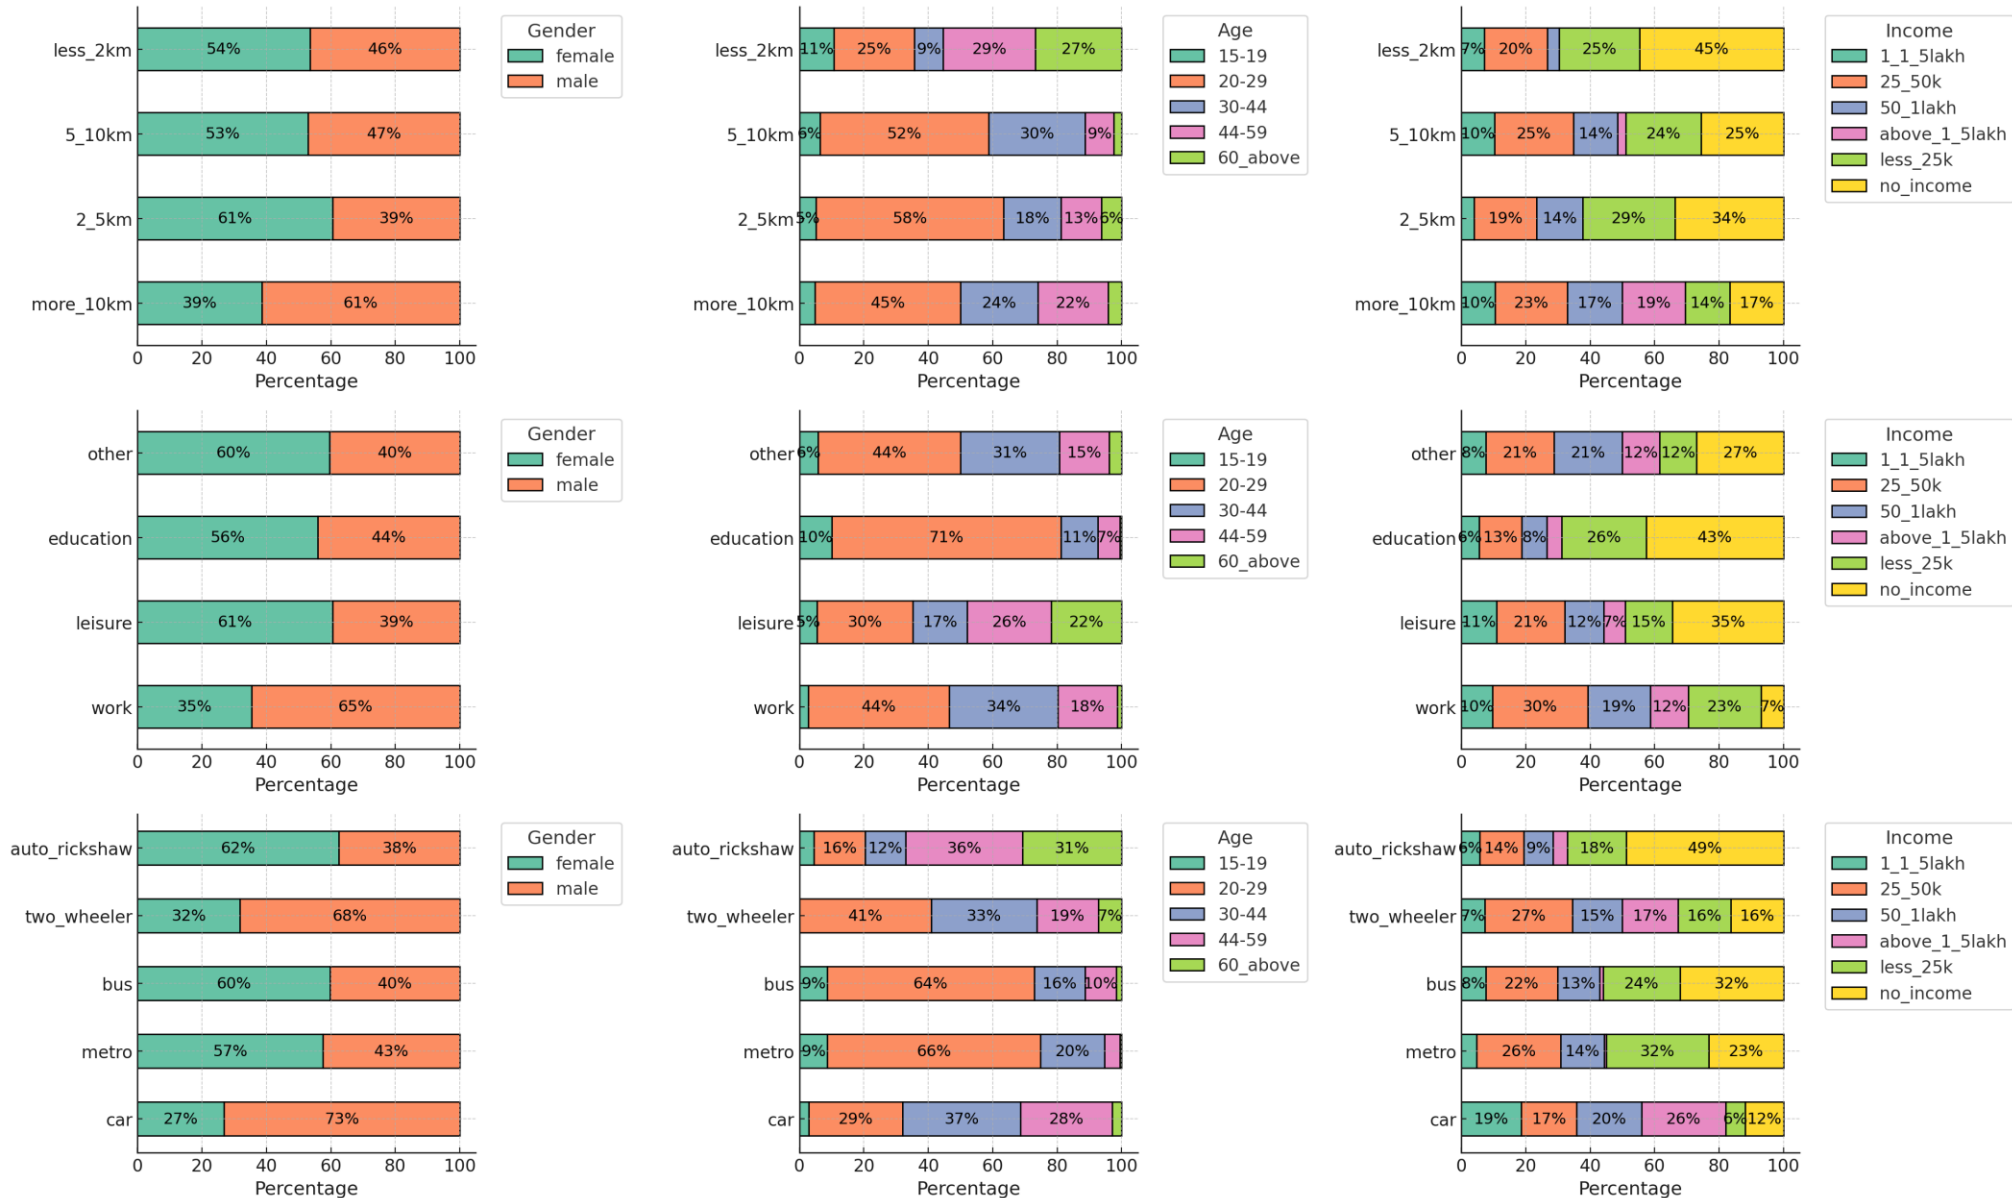 Gender
female
male
less_2km 54% 46%
5_10km 53% 47%
2_5km 61% 39%
more_10km 39% 61%
0 20 40 60 80 100
Percentage
Age
15-19
20-29
30-44
44-59
60_above
less_2km 11% 25% 9% 29% 27%
5_10km 6% 52% 30% 9%
2_5km 5% 58% 18% 13% 6%
more_10km 45% 24% 22%
0 20 40 60 80 100
Percentage
Income
1_1_5lakh
25_50k
50_1lakh
above_1_5lakh
less_25k
no_income
less_2km 7% 20% 25% 45%
5_10km 10% 25% 14% 24% 25%
2_5km 19% 14% 29% 34%
more_10km 10% 23% 17% 19% 14% 17%
0 20 40 60 80 100
Percentage
Gender
female
male
other 60% 40%
education 56% 44%
leisure 61% 39%
work 35% 65%
0 20 40 60 80 100
Percentage
Age
15-19
20-29
30-44
44-59
60_above
other 6% 44% 31% 15%
education 10% 71% 11% 7%
leisure 5% 30% 17% 26% 22%
work 44% 34% 18%
0 20 40 60 80 100
Percentage
Income
1_1_5lakh
25_50k
50_1lakh
above_1_5lakh
less_25k
no_income
other 8% 21% 21% 12% 12% 27%
education 6% 13% 8% 26% 43%
leisure 11% 21% 12% 7% 15% 35%
work 10% 30% 19% 12% 23% 7%
0 20 40 60 80 100
Percentage
Gender
female
male
auto_rickshaw 62% 38%
two_wheeler 32% 68%
bus 60% 40%
metro 57% 43%
car 27% 73%
0 20 40 60 80 100
Percentage
Age
15-19
20-29
30-44
44-59
60_above
auto_rickshaw 16% 12% 36% 31%
two_wheeler 41% 33% 19% 7%
bus 9% 64% 16% 10%
metro 9% 66% 20%
car 29% 37% 28%
0 20 40 60 80 100
Percentage
Income
1_1_5lakh
25_50k
50_1lakh
above_1_5lakh
less_25k
no_income
auto_rickshaw 6% 14% 9% 18% 49%
two_wheeler 7% 27% 15% 17% 16% 16%
bus 8% 22% 13% 24% 32%
metro 26% 14% 32% 23%
car 19% 17% 20% 26% 6% 12%
0 20 40 60 80 100
Percentage